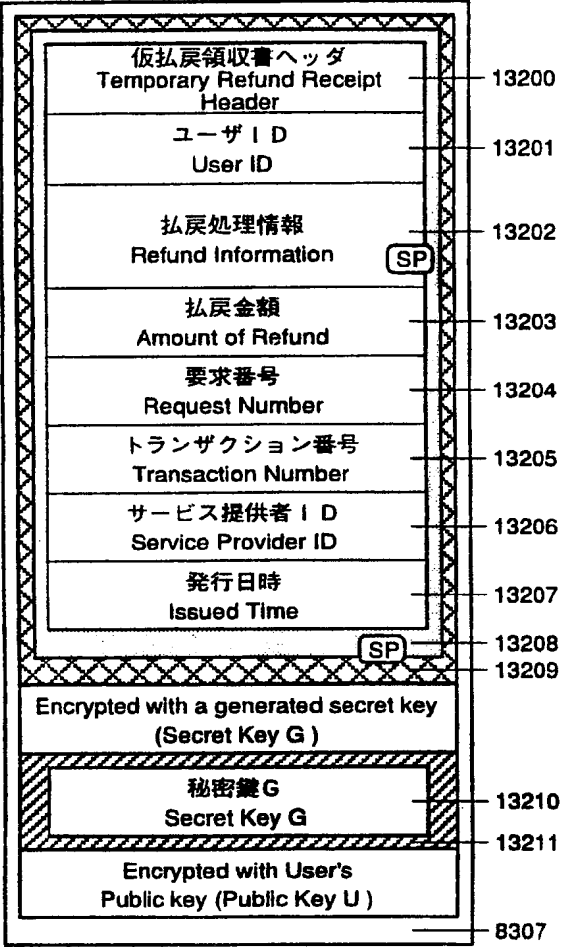 仮払戻領収書ヘッダ
Temporary Refund Receipt
Header
13200
ユーザID
User ID
13201
払戻処理情報
Refund Information
SP
13202
払戻金額
Amount of Refund
13203
要求番号
Request Number
13204
トランザクション番号
Transaction Number
13205
サービス提供者ID
Service Provider ID
13206
発行日時
Issued Time
13207
SP
13208
13209
Encrypted with a generated secret key
(Secret Key G )
秘密鍵G
Secret Key G
13210
13211
Encrypted with User's
Public key (Public Key U )
8307